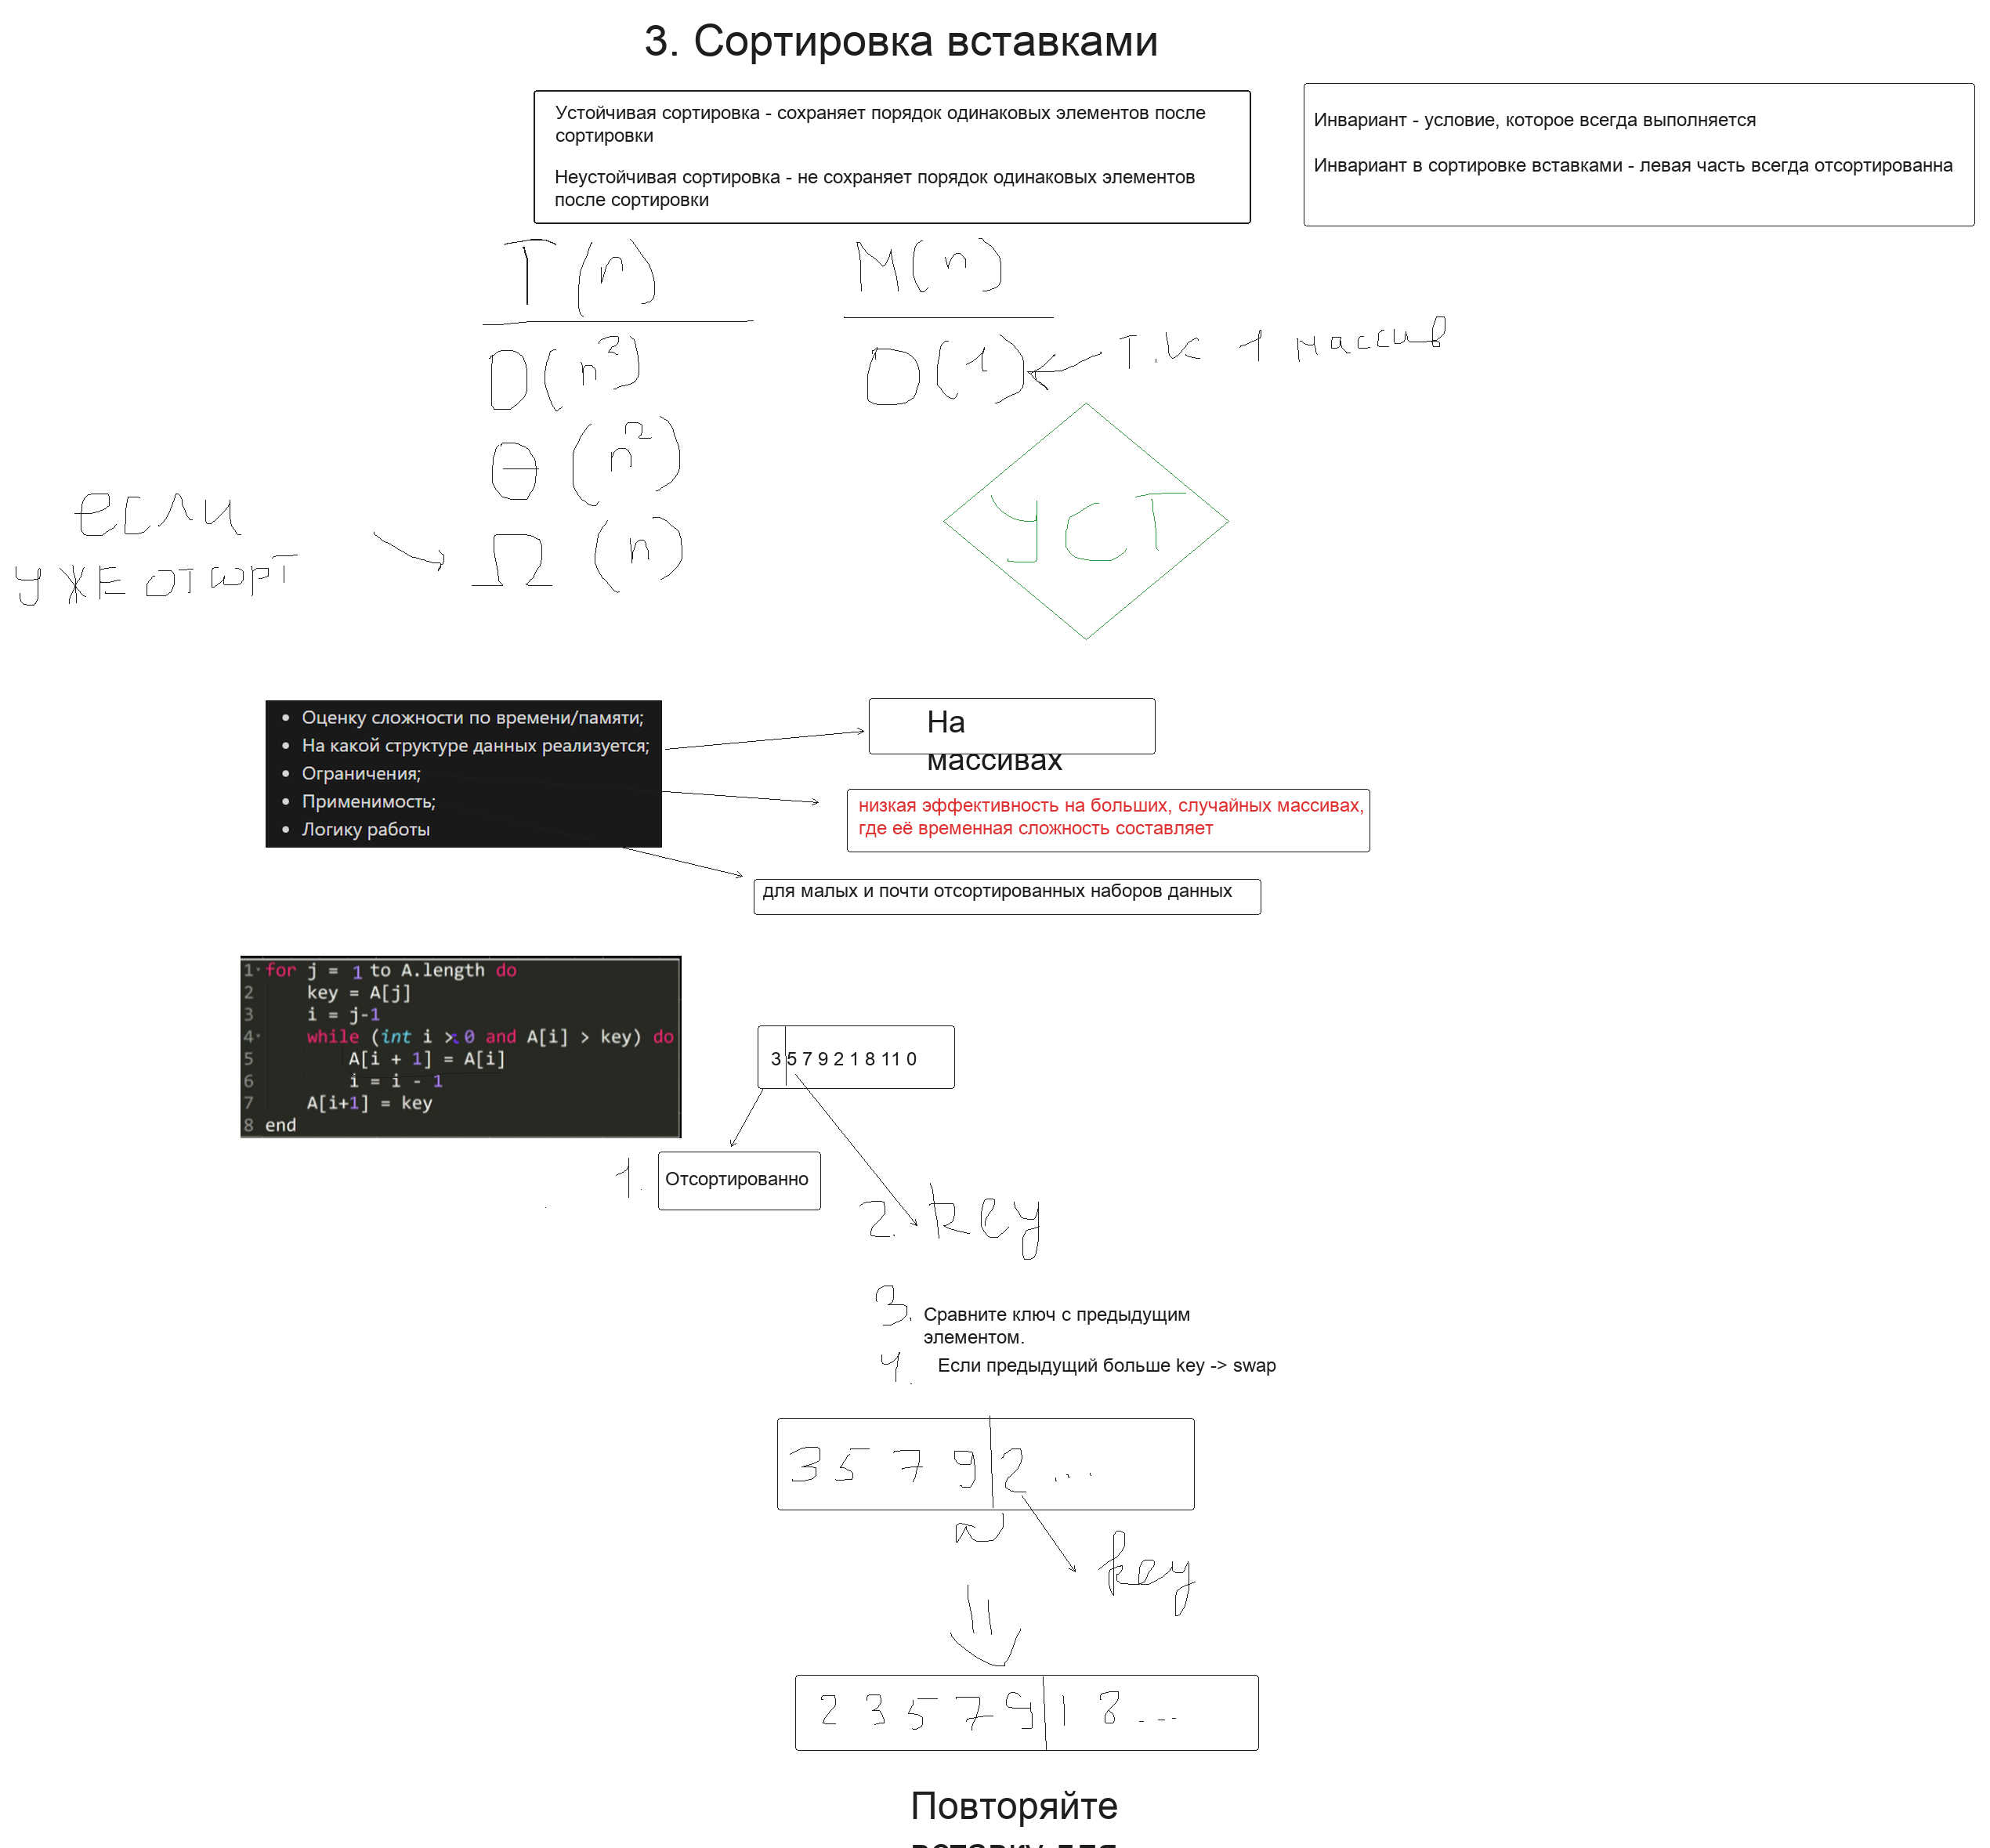 3. Сортировка вставками
Устойчивая сортировка - сохраняет порядок одинаковых элементов после
сортировки
Неустойчивая сортировка - не сохраняет порядок одинаковых элементов
после сортировки
Инвариант - условие, которое всегда выполняется
Инвариант в сортировке вставками - левая часть всегда отсортированна
T(n)
O(n²)
Θ(n²)
Ω(n)
M(n)
O(1)
т.к 1 массив
если
уже отсорт
УСТ
• Оценку сложности по времени/памяти;
• На какой структуре данных реализуется;
• Ограничения;
• Применимость;
• Логику работы
На
массивах
низкая эффективность на больших, случайных массивах,
где её временная сложность составляет
для малых и почти отсортированных наборов данных
1 for j = 1 to A.length do
2 key = A[j]
3 i = j-1
4 while (int i > 0 and A[i] > key) do
5 A[i + 1] = A[i]
6 i = i - 1
7 A[i+1] = key
8 end
3 5 7 9 2 1 8 11 0
1. Отсортированно
2. key
3. Сравните ключ с предыдущим
элементом.
4. Если предыдущий больше key -> swap
3 5 7 9 2 ...
key
2 3 5 7 9 1 8 ...
Повторяйте
вставку для